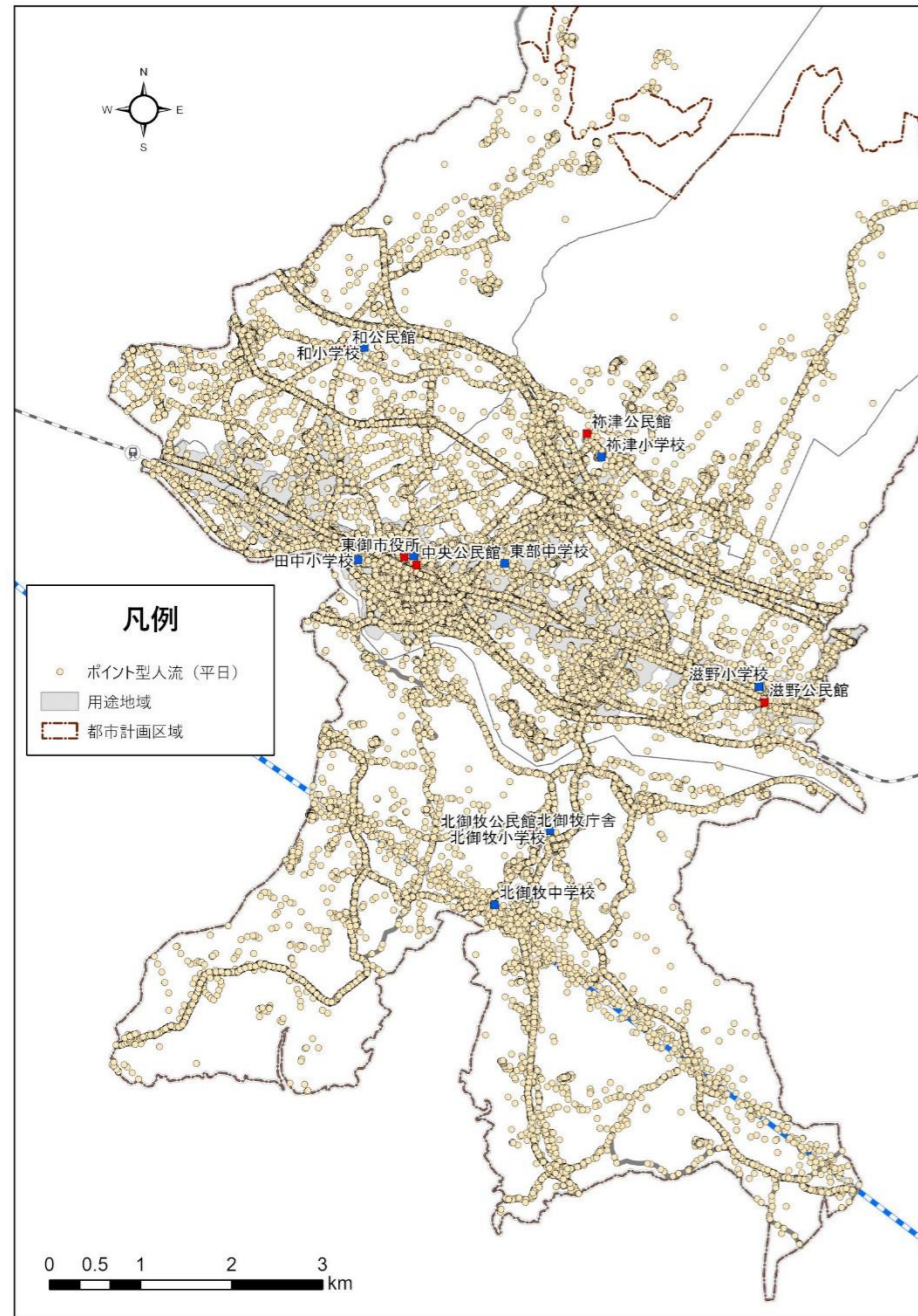 N
W
E
S
和公民館
和小学校
祢津公民館
祢津小学校
東御市役所
中央公民館
東部中学校
田中小学校
凡例
ポイント型人流（平日）
用途地域
都市計画区域
滋野小学校
滋野公民館
北御牧公民館
北御牧庁舎
北御牧小学校
北御牧中学校
0 0.5 1 2 3
km